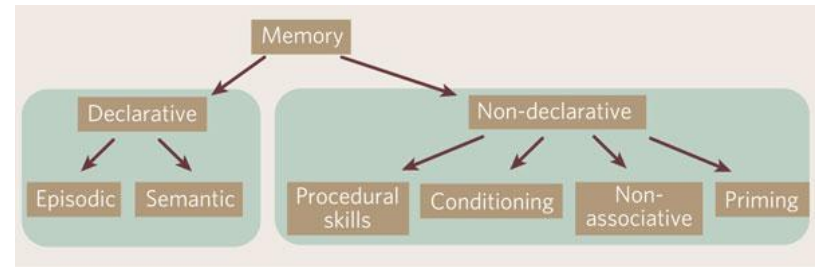 Memory
Declarative
Non-declarative
Episodic
Semantic
Procedural
skills
Conditioning
Non-
associative
Priming